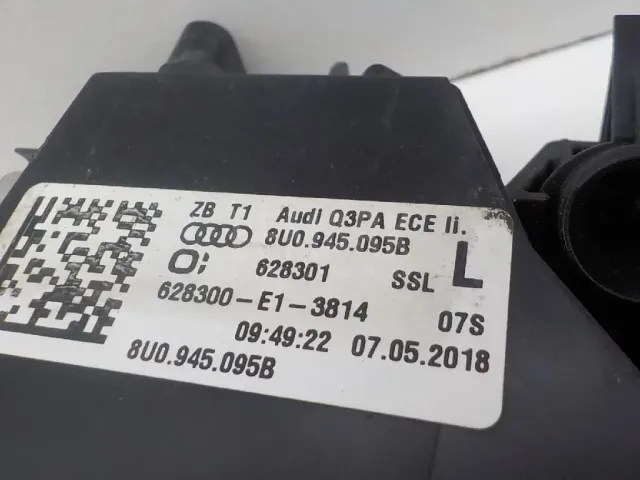 ZB T1 Audi Q3PA ECE li.
8U0.945.095B
628301 SSL L
628300-E1-3814 07S
09:49:22 07.05.2018
8U0.945.095B